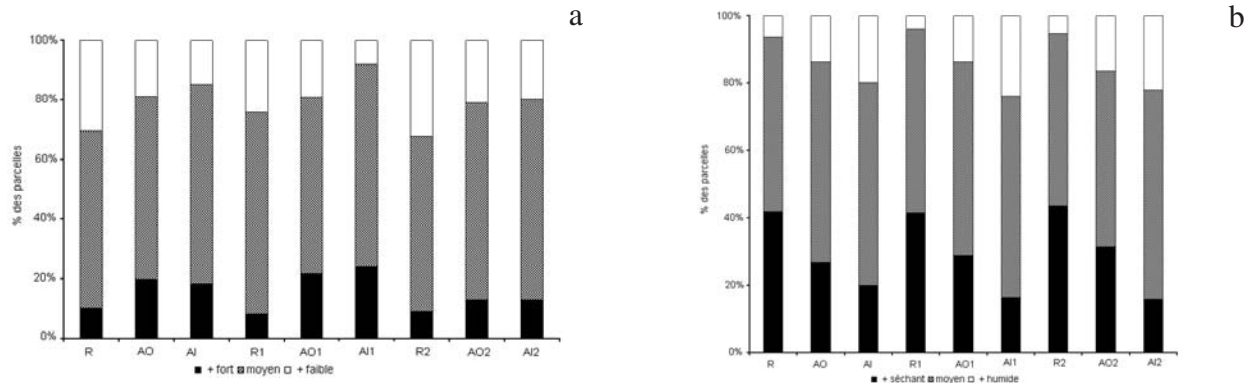 a
100%
80%
60%
40%
20%
0%
% des parcelles
R AO AI R1 AO1 AI1 R2 AO2 AI2
+ fort moyen + faible
b
100%
80%
60%
40%
20%
0%
% des parcelles
R AO AI R1 AO1 AI1 R2 AO2 AI2
+ séchant moyen + humide